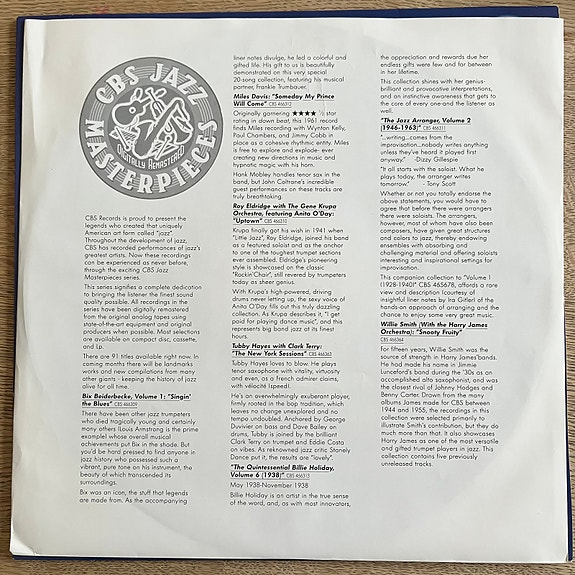 CBS JAZZ
MASTERPIECES
DIGITALLY REMASTERED
CBS Records is proud to present the
legends who created that uniquely
American art form called "jazz".
Throughout the development of jazz,
CBS has recorded performances of jazz's
greatest artists. Now these recordings
can be experienced as never before,
through the exciting CBS Jazz
Masterpieces series.
This series signifies a complete dedication
to bringing the listener the finest sound
quality possible. All recordings in the
series have been digitally remastered
from the original analog tapes using
state-of-the-art equipment and original
producers when possible. Most selections
are available on compact disc, cassette,
and Lp.
There are 91 titles available right now. In
coming months there will be landmarks
works and new compilations from many
other giants - keeping the history of jazz
alive for all time.
Bix Beiderbecke, Volume 1: "Singin'
the Blues" CBS 466309
There have been other jazz trumpeters
who died tragically young and certainly
many others (Louis Armstrong is the prime
example) whose overall musical
achievements put Bix in the shade. But
you'd be hard pressed to find anyone in
jazz history who possessed such a
vibrant, pure tone on his instrument, the
beauty of which transcended its
surroundings.
Bix was an icon, the stuff that legends
are made from. As the accompanying
liner notes divulge, he led a colorful and
gifted life. His gift to us is beautifully
demonstrated on this very special
20-song collection, featuring his musical
partner, Frankie Trumbauer.
Miles Davis: "Someday My Prince
Will Come" CBS 466312
Originally garnering ★★★★ ½ star
rating in down beat, this 1961 record
finds Miles recording with Wynton Kelly,
Paul Chambers, and Jimmy Cobb in
place as a cohesive rhythmic entity. Miles
is free to explore and explode- ever
creating new directions in music and
hypnotic magic with his horn.
Hank Mobley handles tenor sax in the
band, but John Coltrane's incredible
guest performances on these tracks are
truly breathtaking.
Roy Eldridge with The Gene Krupa
Orchestra, featuring Anita O'Day:
"Uptown" CBS 466310
Krupa finally got his wish in 1941 when
"Little Jazz", Roy Eldridge, joined his band
as a featured soloist and as the anchor
to one of the toughest trumpet sections
ever assembled. Eldridge's pioneering
style is showcased on the classic
"Rockin'Chair", still revered by trumpeters
today as sheer genius.
With Krupa's high-powered, driving
drums never letting up, the sexy voice of
Anita O'Day fills out this truly dazzling
collection. As Krupa describes it, "I get
paid for playing dance music", and this
represents big band jazz at its finest
hours.
Tubby Hayes with Clark Terry:
"The New York Sessions" CBS 466363
Tubby Hayes loves to blow. He plays
tenor saxophone with vitality, virtuosity
and even, as a french admirer claims,
with vélocité (speed).
He's an overwhelmingly exuberant player,
firmly rooted in the bop tradition, which
leaves no change unexplored and no
tempo undoubled. Anchored by George
Duvivier on bass and Dave Bailey on
drums, Tubby is joined by the brilliant
Clark Terry on trumpet and Eddie Costa
on vibes. As reknowned jazz critic Stanely
Dance put it, the results are "lovely".
"The Quintessential Billie Holiday,
Volume 6 (1938)" CBS 466313
May 1938-November 1938
Billie Holiday is an artist in the true sense
of the word, and, as with most innovators,
the appreciation and rewards due her
endless gifts were few and far between
in her lifetime.
This collection shines with her genius-
brilliant and provocative interpretations,
and an instinctive awareness that gets to
the core of every one-and the listener as
well.
"The Jazz Arranger, Volume 2
(1946-1963)" CBS 466311
"...writing...comes from the
improvisation...nobody writes anything
unless they've heard it played first
anyway." -Dizzy Gillespie
"It all starts with the soloist. What he
plays today, the arranger writes
tomorrow." - Tony Scott
Whether or not you totally endorse the
above statements, you would have to
agree that before there were arrangers
there were soloists. The arrangers,
however, most of whom have also been
composers, have given great structures
and colors to jazz, thereby endowing
ensembles with absorbing and
challenging material and offering soloists
interesting and inspirational settings for
improvisation.
This companion collection to "Volume 1
(1928-1940)" CBS 465678, affords a rare
view and description (courtesy of
insightful liner notes by Ira Gitler) of the
hands-on approach of arranging and the
chance to enjoy some very great music.
Willie Smith (With the Harry James
Orchestra): "Snooty Fruity"
CBS 466364
For fifteen years, Willie Smith was the
source of strength in Harry James'bands.
He had made his name in Jimmie
Lunceford's band during the '30s as an
accomplished alto saxophonist, and was
the closest rival of Johnny Hodges and
Benny Carter. Drawn from the many
albums James made for CBS between
1944 and 1955, the recordings in this
collection were selected primarily to
illustrate Smith's contribution, but they do
much more than that. It also showcases
Harry James as one of the most versatile
and gifted trumpet players in jazz. This
collection contains five previously
unreleased tracks.